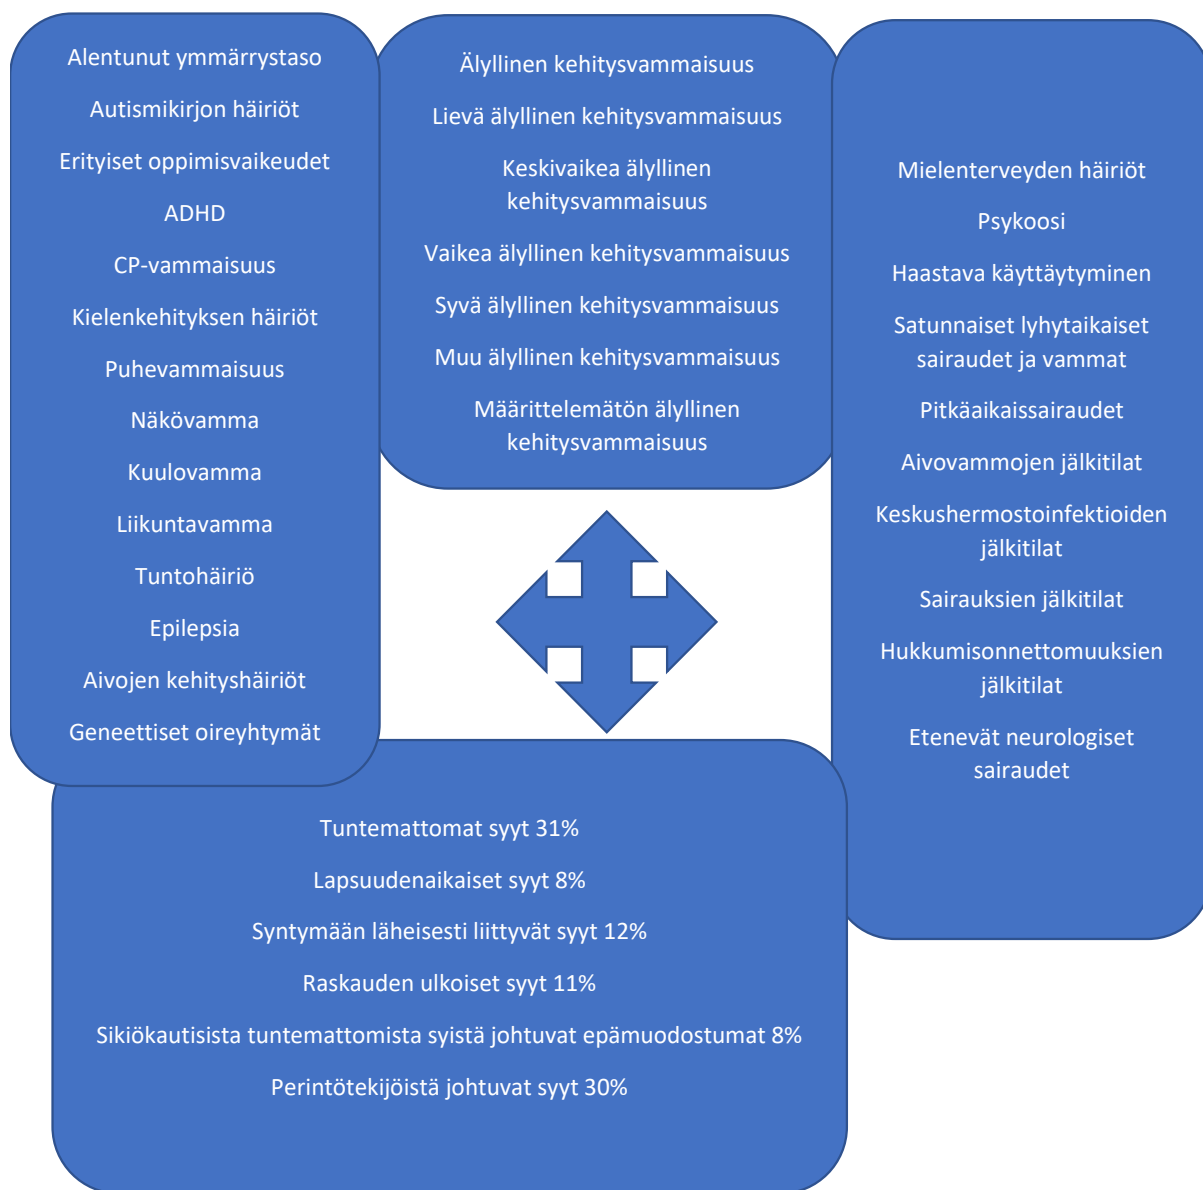 Alentunut ymmärrystaso
Autismikirjon häiriöt
Erityiset oppimisvaikeudet
ADHD
CP-vammaisuus
Kielenkehityksen häiriöt
Puhevammaisuus
Näkövamma
Kuulovamma
Liikuntavamma
Tuntohäiriö
Epilepsia
Aivojen kehityshäiriöt
Geneettiset oireyhtymät
Älyllinen kehitysvammaisuus
Lievä älyllinen kehitysvammaisuus
Keskivaikea älyllinen
kehitysvammaisuus
Vaikea älyllinen kehitysvammaisuus
Syvä älyllinen kehitysvammaisuus
Muu älyllinen kehitysvammaisuus
Määrittelemätön älyllinen
kehitysvammaisuus
Mielenterveyden häiriöt
Psykoosi
Haastava käyttäytyminen
Satunnaiset lyhytaikaiset
sairaudet ja vammat
Pitkäaikaissairaudet
Aivovammojen jälkitilat
Keskushermostoinfektioiden
jälkitilat
Sairauksien jälkitilat
Hukkumisonnettomuuksien
jälkitilat
Etenevät neurologiset
sairaudet
Tuntemattomat syyt 31%
Lapsuudenaikaiset syyt 8%
Syntymään läheisesti liittyvät syyt 12%
Raskauden ulkoiset syyt 11%
Sikiökautisista tuntemattomista syistä johtuvat epämuodostumat 8%
Perintötekijöistä johtuvat syyt 30%